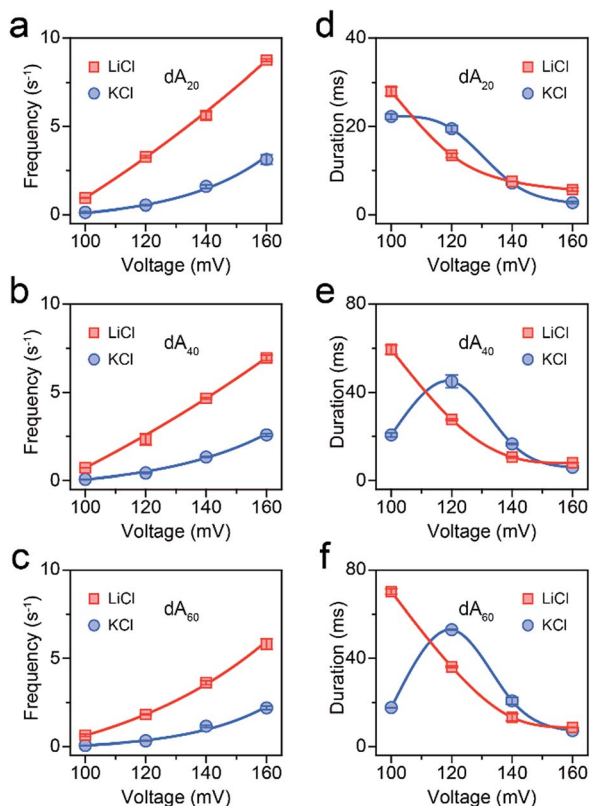 a
10
5
0
Frequency (s⁻¹)
LiCl
KCl
dA₂₀
100 120 140 160
Voltage (mV)
d
40
20
0
Duration (ms)
dA₂₀
LiCl
KCl
100 120 140 160
Voltage (mV)
b
10
5
0
Frequency (s⁻¹)
LiCl
KCl
dA₄₀
100 120 140 160
Voltage (mV)
e
80
40
0
Duration (ms)
dA₄₀
LiCl
KCl
100 120 140 160
Voltage (mV)
c
10
5
0
Frequency (s⁻¹)
LiCl
KCl
dA₆₀
100 120 140 160
Voltage (mV)
f
80
40
0
Duration (ms)
dA₆₀
LiCl
KCl
100 120 140 160
Voltage (mV)